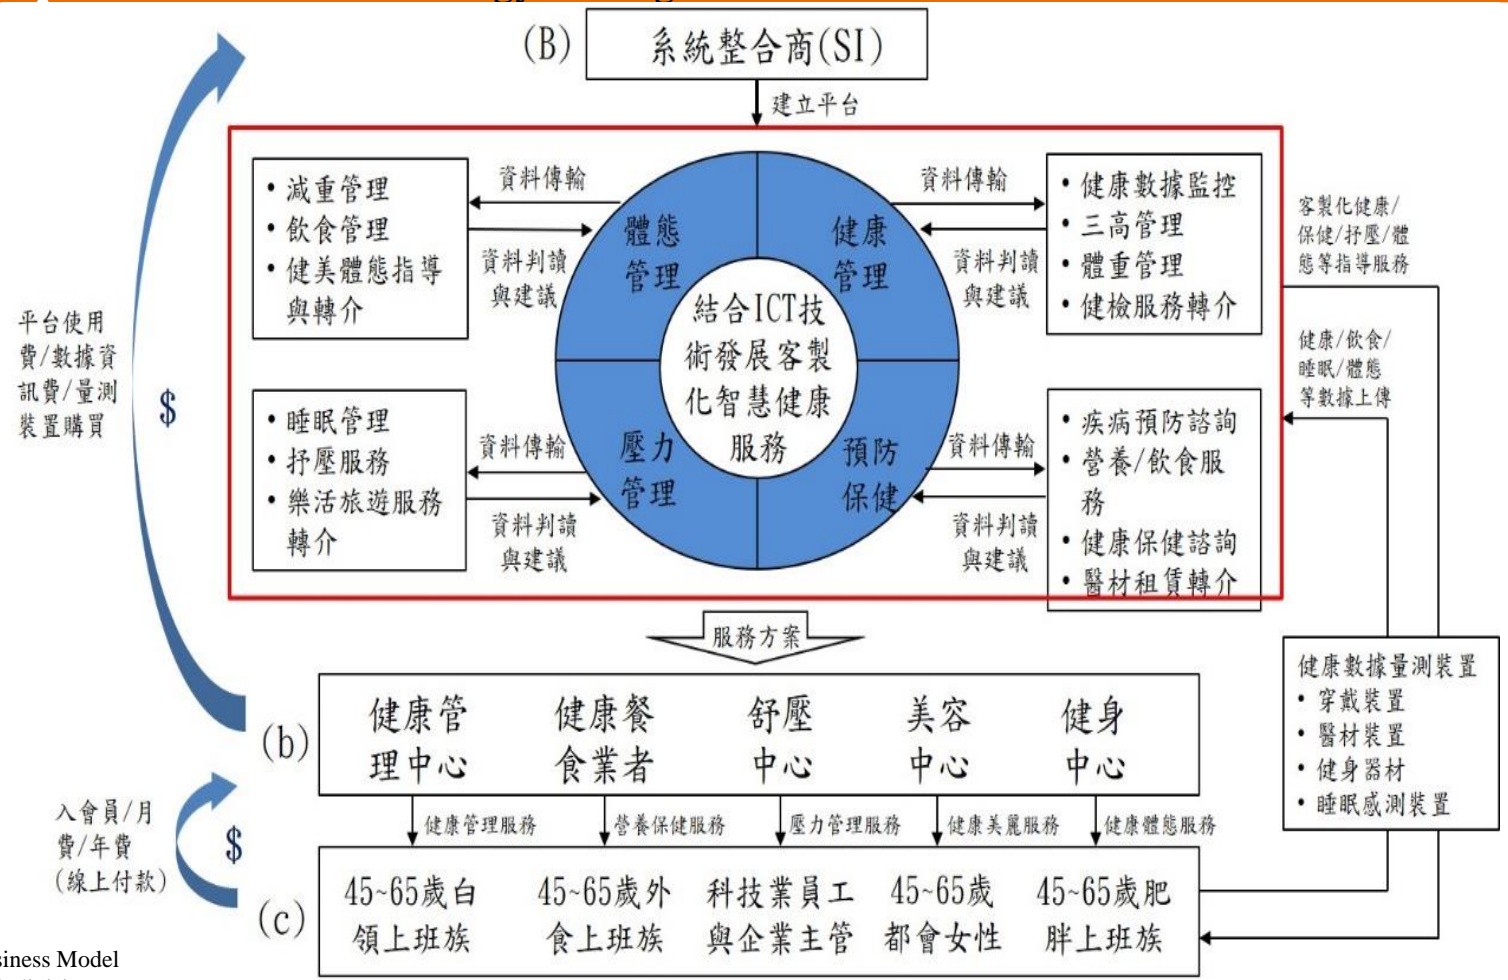 (B)
系統整合商(SI)
建立平台
• 減重管理
• 飲食管理
• 健美體態指導
與轉介
資料傳輸
資料判讀
與建議
體態
管理
健康
管理
資料傳輸
資料判讀
與建議
• 健康數據監控
• 三高管理
• 體重管理
• 健檢服務轉介
客製化健康/
保健/抒壓/體
態等指導服務
結合ICT技
術發展客製
化智慧健康
服務
平台使用
費/數據資
訊費/量測
裝置購買
$
健康/飲食/
睡眠/體態
等數據上傳
• 睡眠管理
• 抒壓服務
• 樂活旅遊服務
轉介
資料傳輸
資料判讀
與建議
壓力
管理
預防
保健
資料傳輸
資料判讀
與建議
• 疾病預防諮詢
• 營養/飲食服
務
• 健康保健諮詢
• 醫材租賃轉介
服務方案
(b)
健康管
理中心
健康餐
食業者
舒壓
中心
美容
中心
健身
中心
健康數據量測裝置
• 穿戴裝置
• 醫材裝置
• 健身器材
• 睡眠感測裝置
入會員/月
費/年費
(線上付款)
$
健康管理服務
營養保健服務
壓力管理服務
健康美麗服務
健康體態服務
(c)
45~65歲白
領上班族
45~65歲外
食上班族
科技業員工
與企業主管
45~65歲
都會女性
45~65歲肥
胖上班族
siness Model